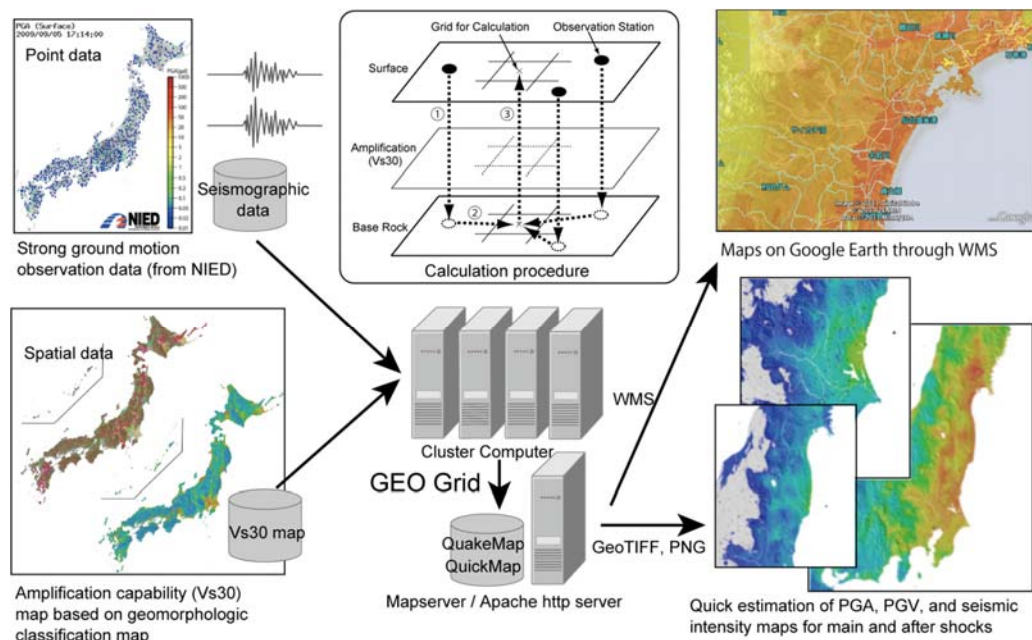 PGA (Surface)
2009/09/05 17:14:00
Point data
PGA(gal)
NIED
Strong ground motion
observation data (from NIED)
Seismographic
data
Grid for Calculation
Observation Station
Surface
① ③
Amplification
(Vs30)
②
Base Rock
Calculation procedure
Maps on Google Earth through WMS
Spatial data
Vs30 map
Amplification capability (Vs30)
map based on geomorphologic
classification map
Cluster Computer
GEO Grid
QuakeMap
QuickMap
Mapserver / Apache http server
WMS
GeoTIFF, PNG
Quick estimation of PGA, PGV, and seismic
intensity maps for main and after shocks